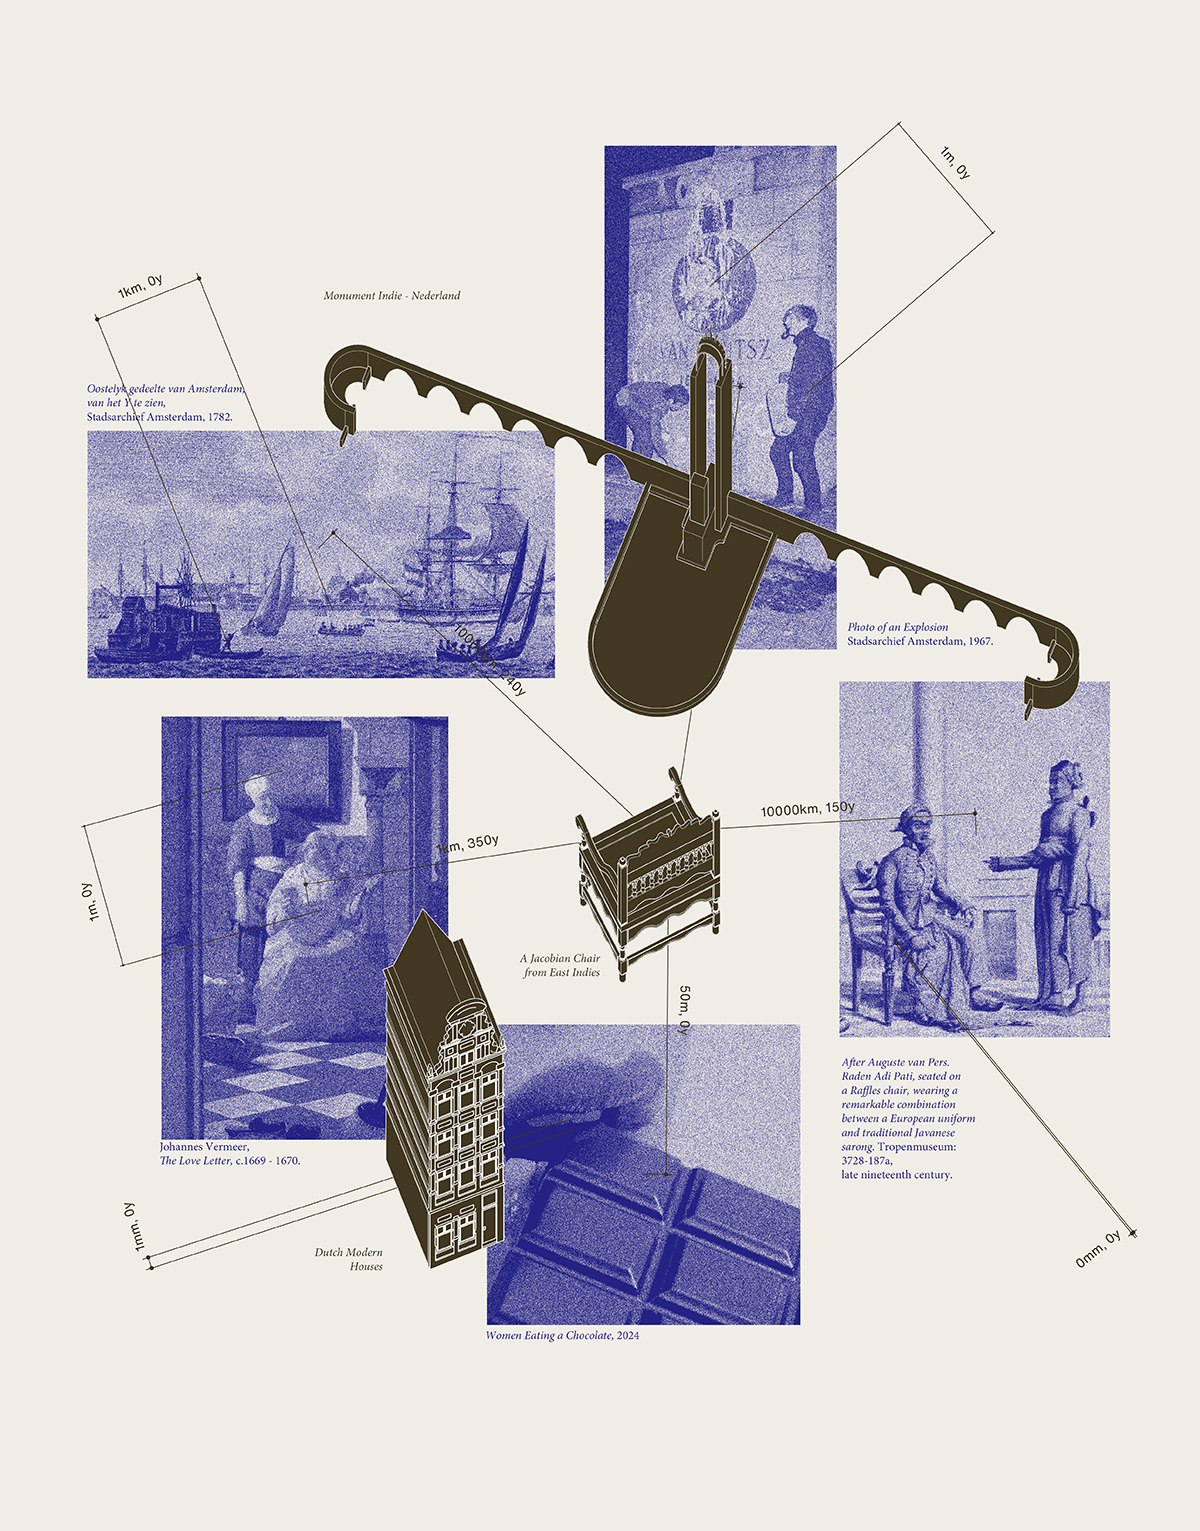 1m, 0y
1km, 0y
Monument Indie - Nederland
Oostelyk gedeelte van Amsterdam,
van het Y te zien,
Stadsarchief Amsterdam, 1782.
VAN
TSZ
Photo of an Explosion
Stadsarchief Amsterdam, 1967.
240y
10000km, 150y
1km, 350y
1m, 0y
A Jacobian Chair
from East Indies
50m, 0y
After Auguste van Pers.
Raden Adi Pati, seated on
a Raffles chair, wearing a
remarkable combination
between a European uniform
and traditional Javanese
sarong. Tropenmuseum:
3728-187a,
late nineteenth century.
Johannes Vermeer,
The Love Letter, c.1669 - 1670.
1mm, 0y
Dutch Modern
Houses
0mm, 0y
Women Eating a Chocolate, 2024